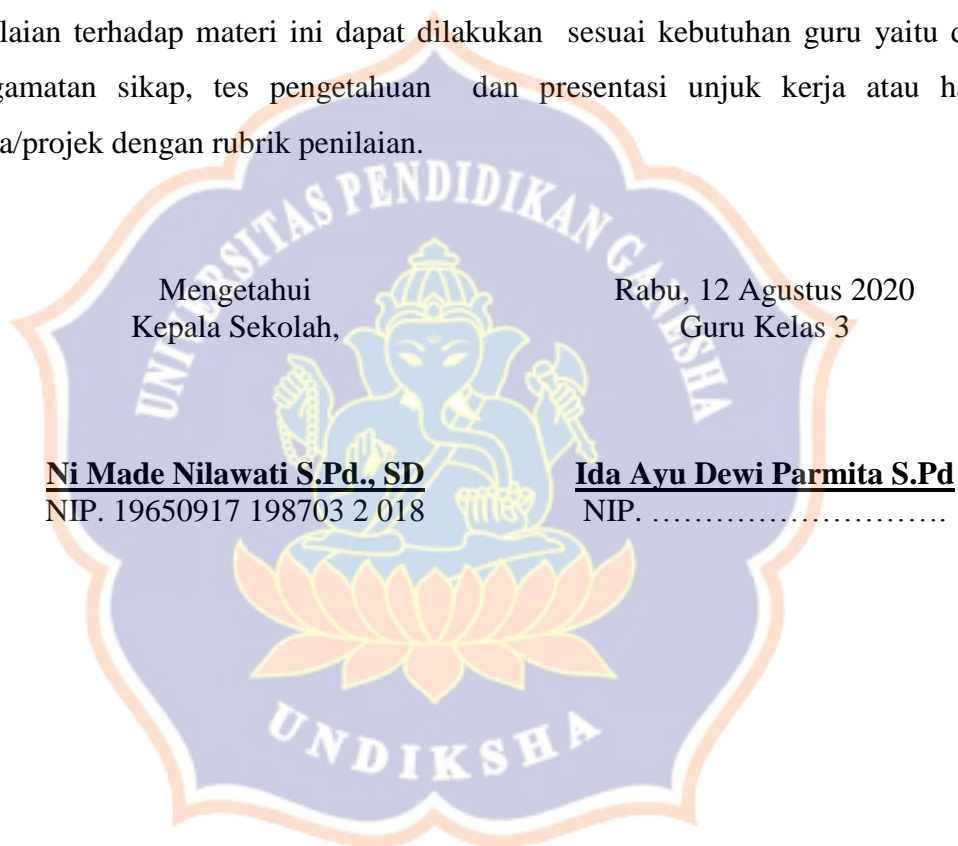 laian terhadap materi ini dapat dilakukan sesuai kebutuhan guru yaitu
gamatan sikap, tes pengetahuan dan presentasi unjuk kerja atau
a/projek dengan rubrik penilaian.
UNIVERSITAS PENDIDIKAN GANESHA
Mengetahui Rabu, 12 Agustus 2020
Kepala Sekolah, Guru Kelas 3
Ni Made Nilawati S.Pd., SD Ida Ayu Dewi Parmita S.Pd
NIP. 19650917 198703 2 018 NIP. ……………………….
UNDIKSHA